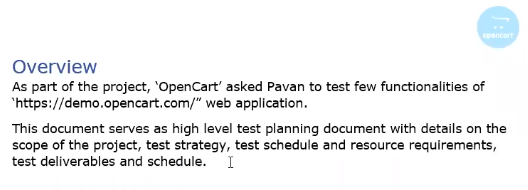 opencart
Overview
As part of the project, ‘OpenCart’ asked Pavan to test few functionalities of
‘https://demo.opencart.com/” web application.
This document serves as high level test planning document with details on the
scope of the project, test strategy, test schedule and resource requirements,
test deliverables and schedule.